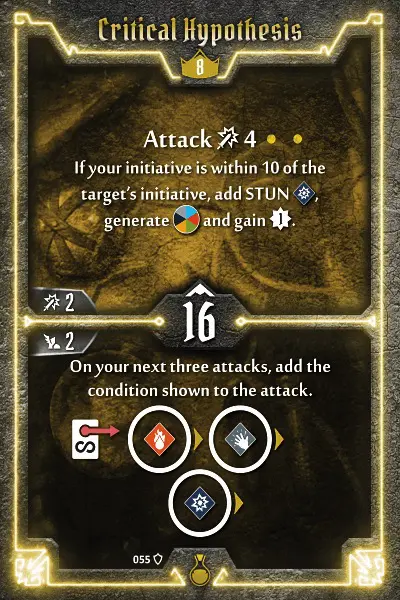 Critical Hypothesis
8
Attack 4
If your initiative is within 10 of the
target's initiative, add STUN ,
generate and gain 1.
2
16
2
On your next three attacks, add the
condition shown to the attack.
S
055